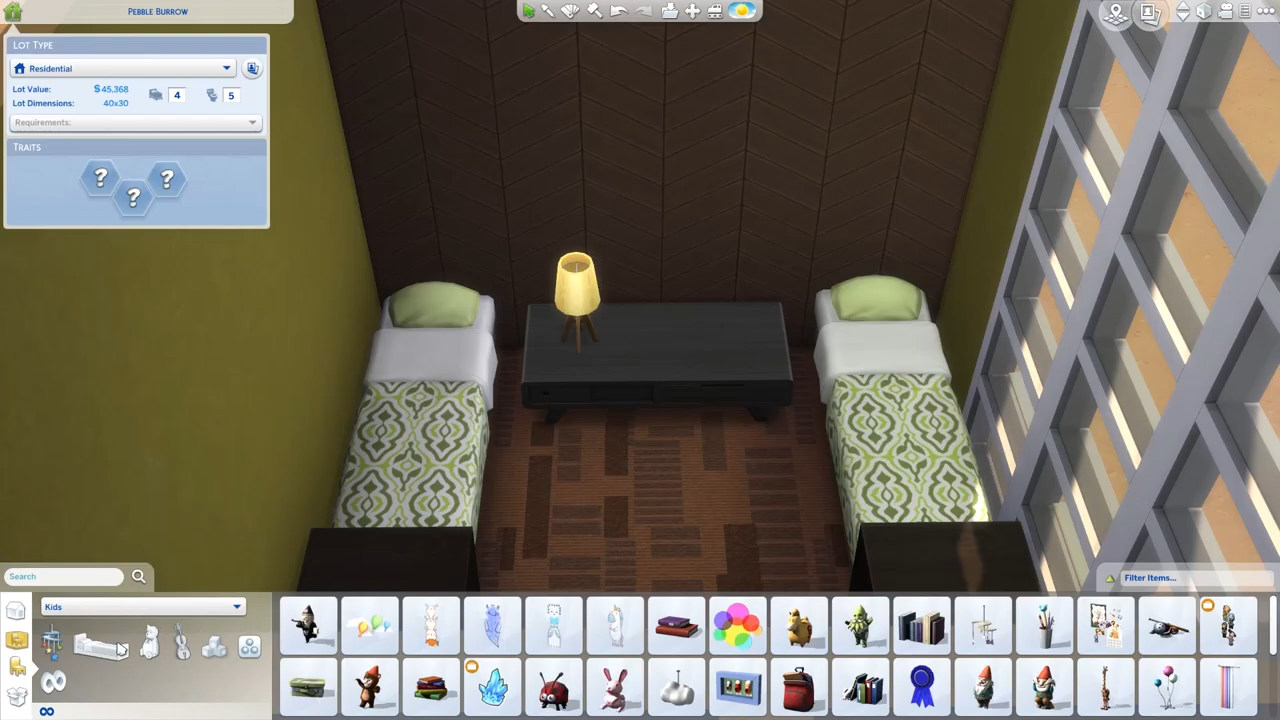 PEBBLE BURROW
LOT TYPE
Residential
Lot Value: $45,368
4
5
Lot Dimensions: 40x30
Requirements:
TRAITS
? ? ?
Search
Filter Items...
Kids